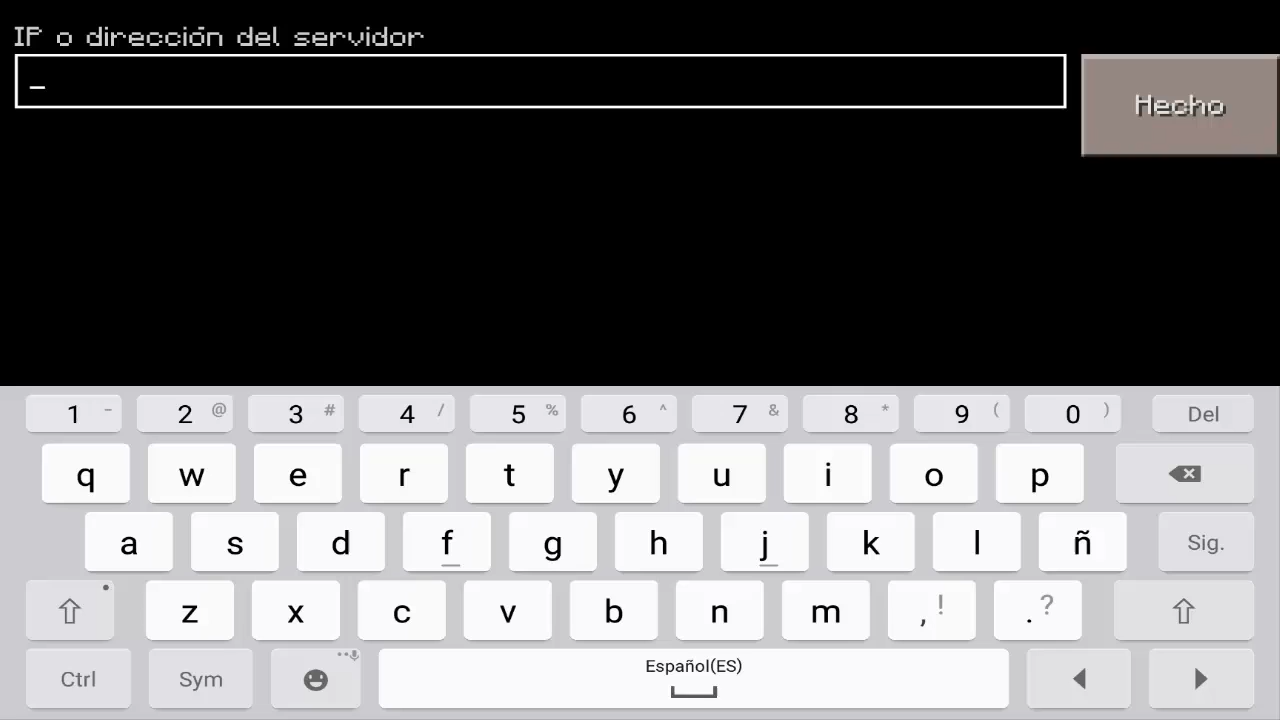 IP o dirección del servidor
_
Hecho
1 - 2 @ 3 # 4 / 5 % 6 ^ 7 & 8 * 9 ( 0 ) Del
q w e r t y u i o p
a s d f g h j k l ñ Sig.
z x c v b n m , ! . ?
Ctrl Sym Español(ES)